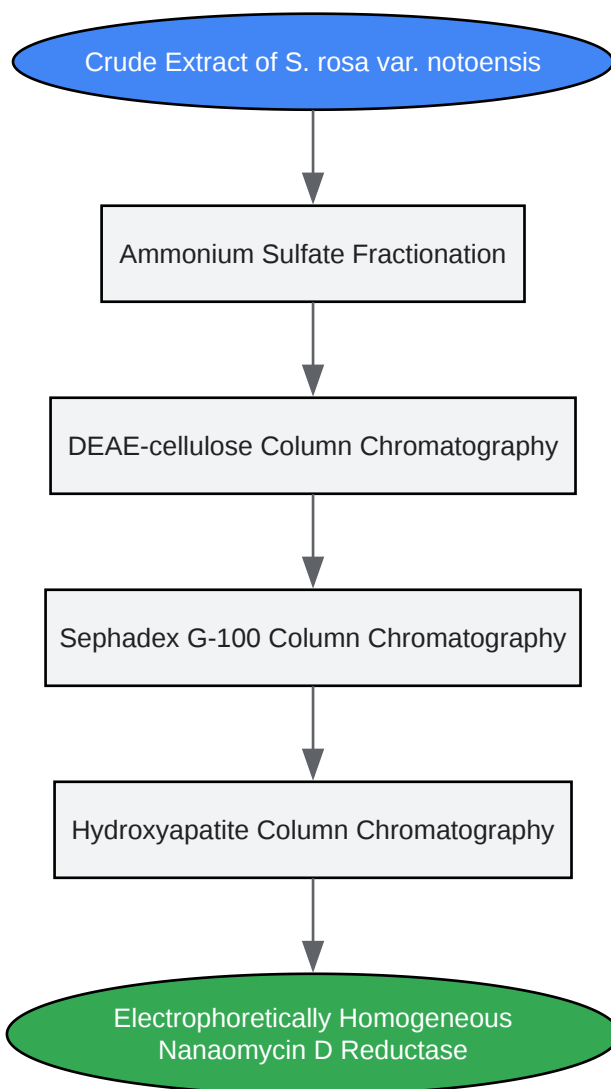 Crude Extract of S. rosa var. notoensis
Ammonium Sulfate Fractionation
DEAE-cellulose Column Chromatography
Sephadex G-100 Column Chromatography
Hydroxyapatite Column Chromatography
Electrophoretically Homogeneous
Nanaomycin D Reductase